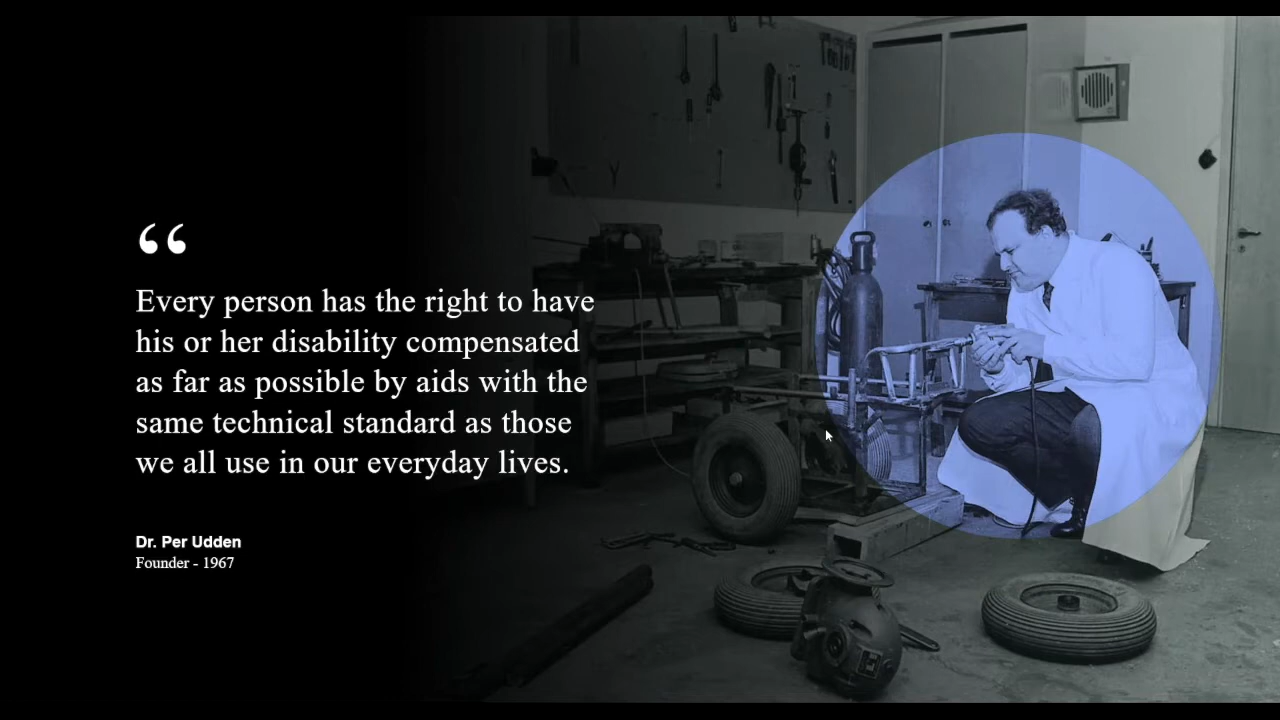 “
Every person has the right to have
his or her disability compensated
as far as possible by aids with the
same technical standard as those
we all use in our everyday lives.
Dr. Per Udden
Founder - 1967